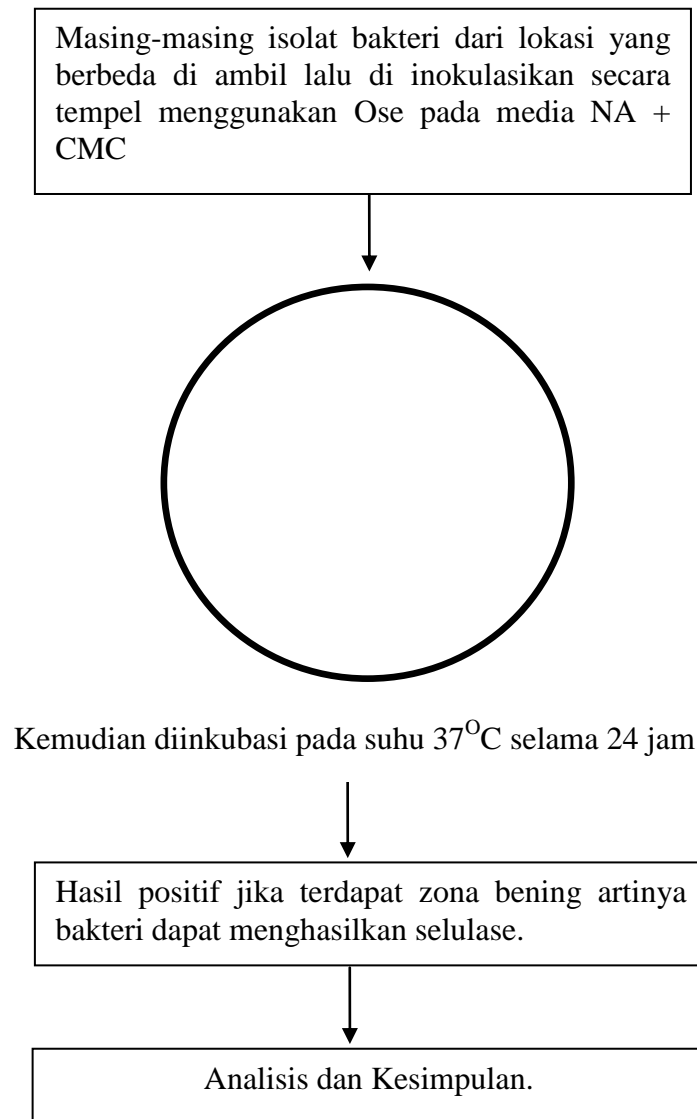 Masing-masing isolat bakteri dari lokasi yang
berbeda di ambil lalu di inokulasikan secara
tempel menggunakan Ose pada media NA +
CMC
Kemudian diinkubasi pada suhu 37ᴼC selama 24 jam
Hasil positif jika terdapat zona bening artinya
bakteri dapat menghasilkan selulase.
Analisis dan Kesimpulan.